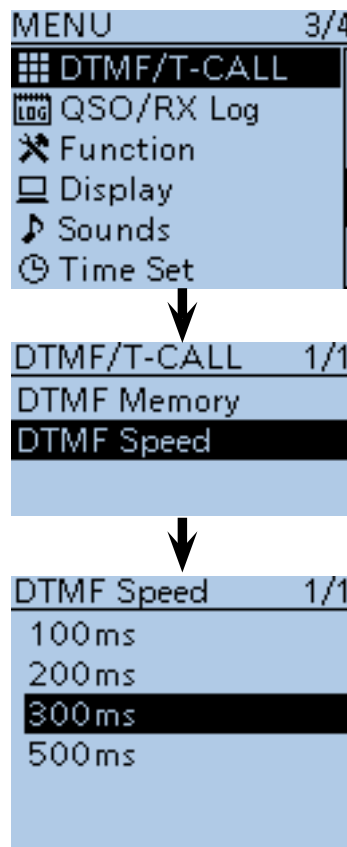 MENU 3/4
DTMF/T-CALL
LOG QSO/RX Log
Function
Display
Sounds
Time Set
DTMF/T-CALL 1/1
DTMF Memory
DTMF Speed
DTMF Speed 1/1
100ms
200ms
300ms
500ms